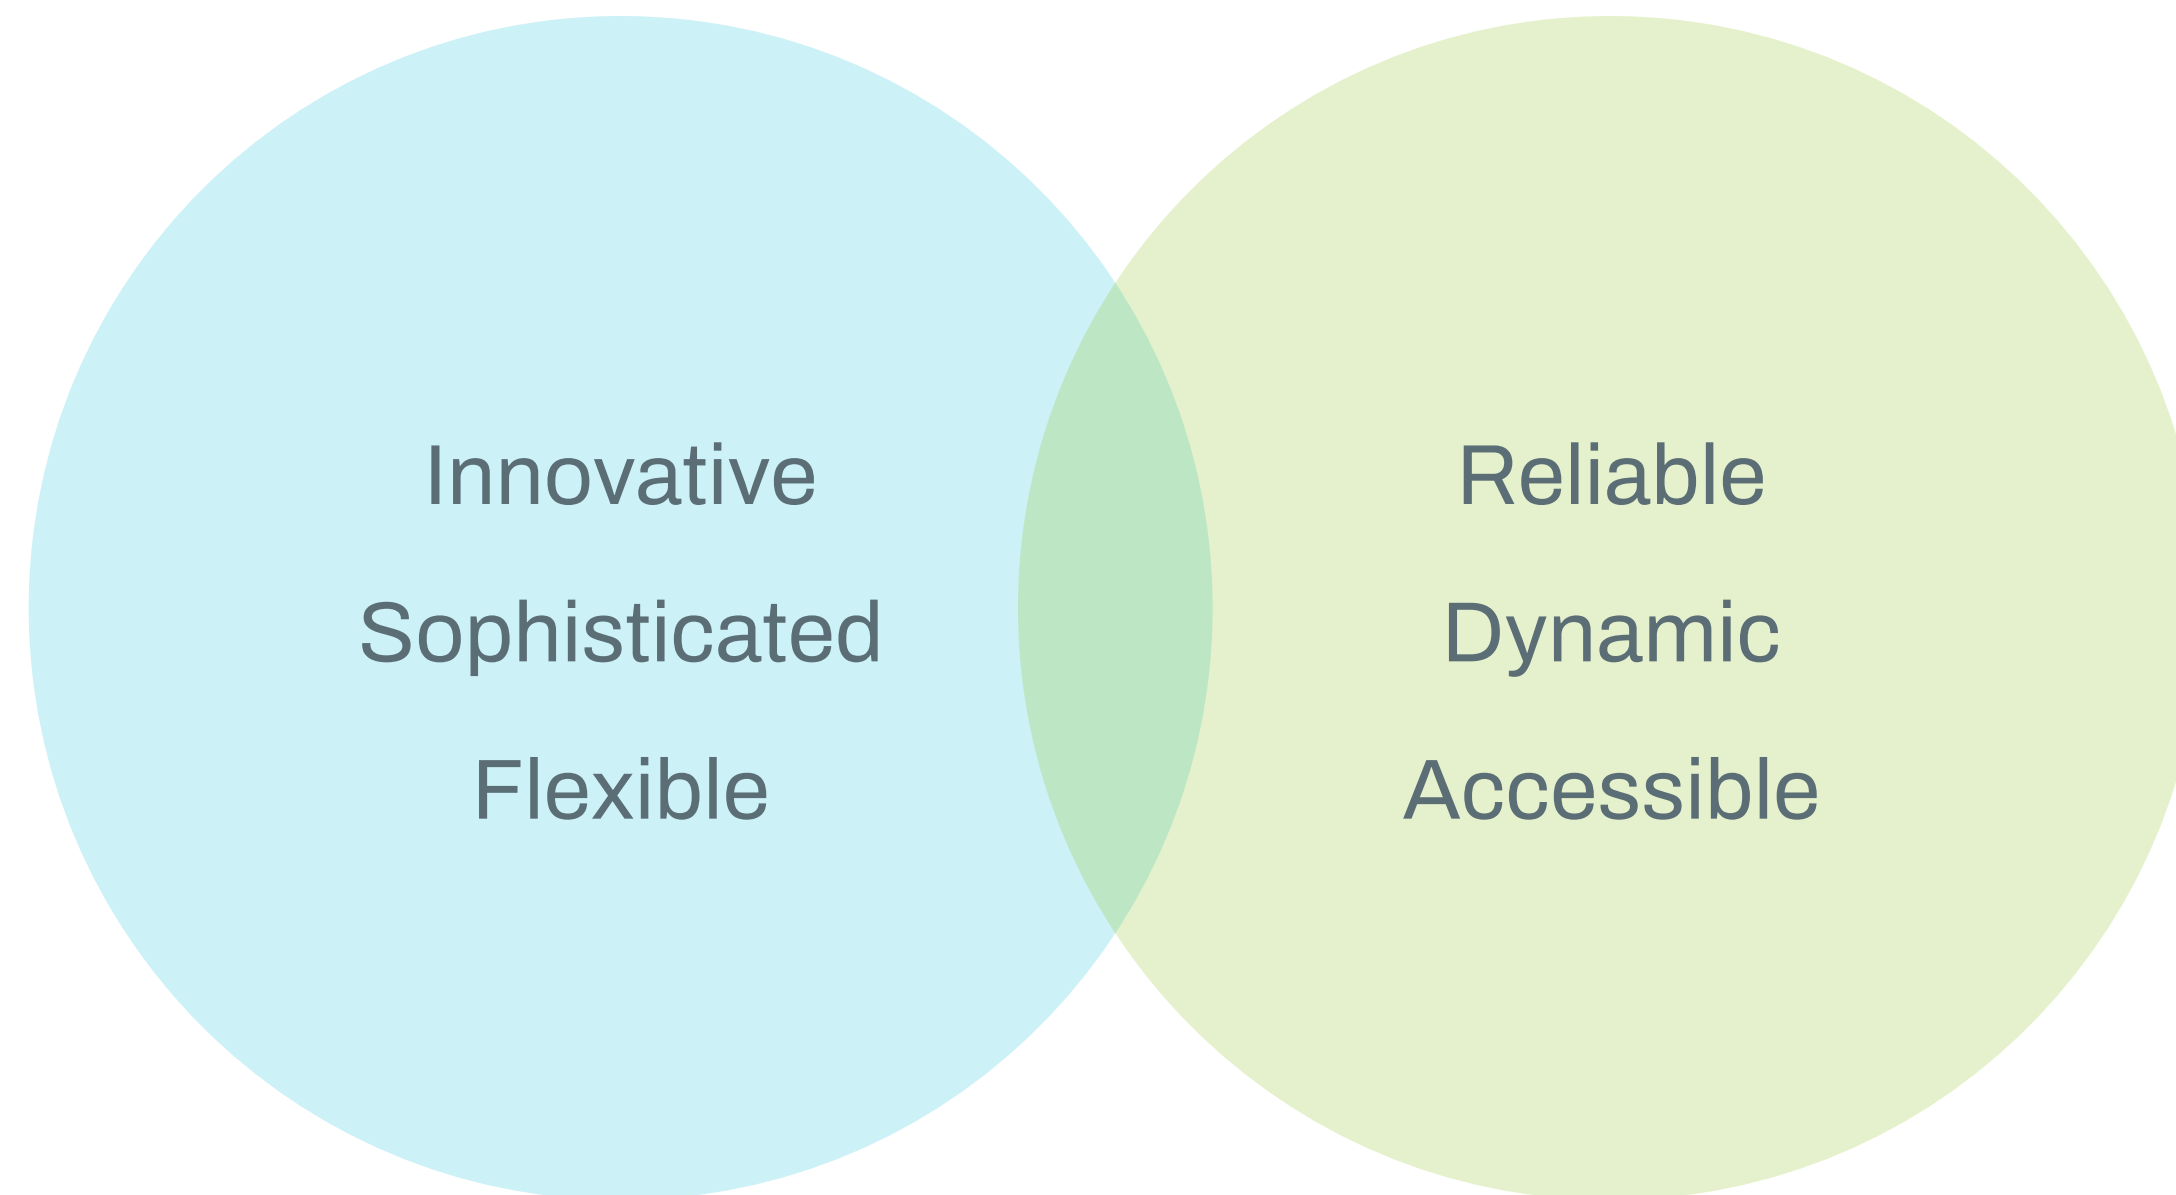 Innovative
Sophisticated
Flexible
Reliable
Dynamic
Accessible